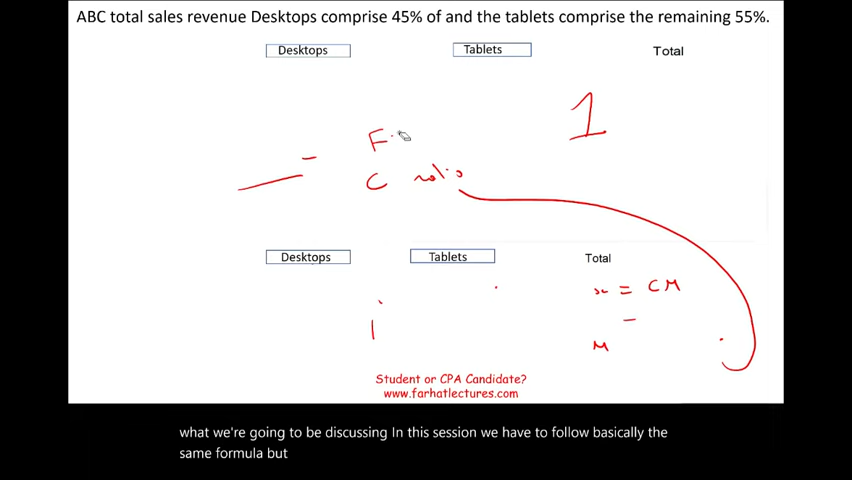 ABC total sales revenue Desktops comprise 45% of and the tablets comprise the remaining 55%.
Desktops Tablets Total
1
F
C ratio
Desktops Tablets Total
= CM
M
Student or CPA Candidate?
www.farhatlectures.com
what we're going to be discussing In this session we have to follow basically the
same formula but